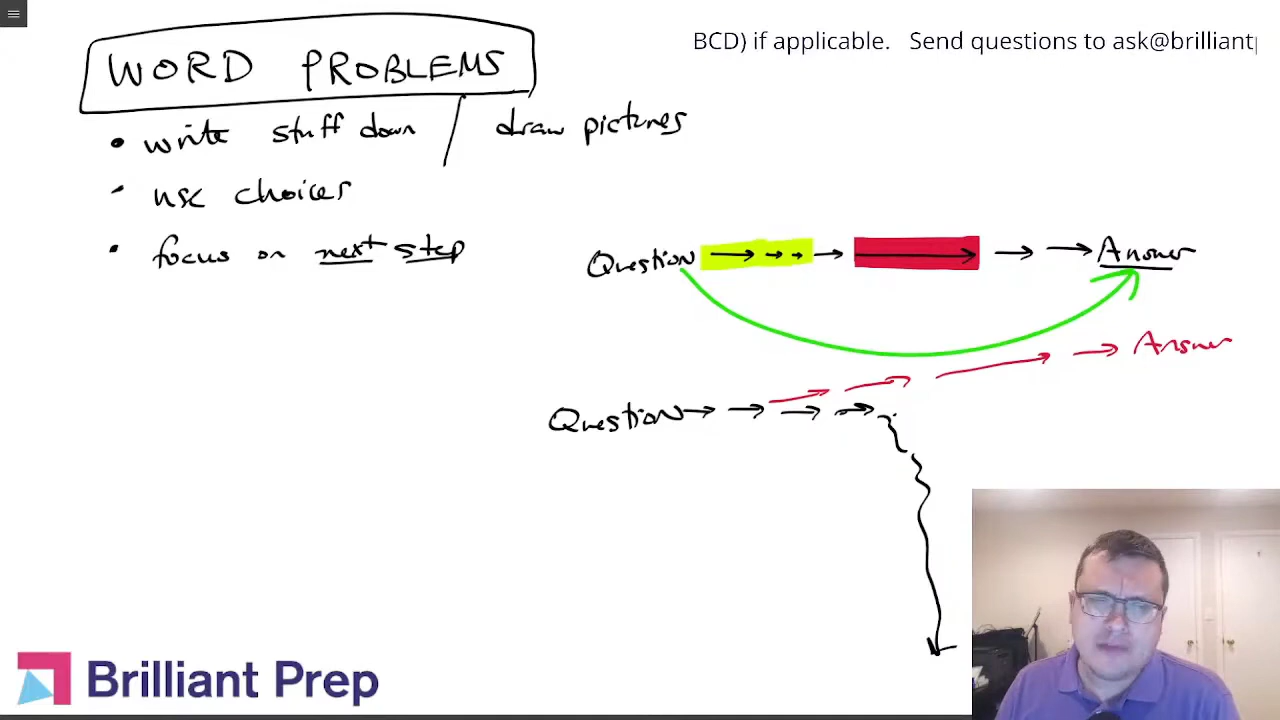 BCD) if applicable.   Send questions to ask@brilliantp
WORD PROBLEMS
• write stuff down / draw pictures
• use choices
• focus on next step
Question → → → → → → → Answer
→ → → → Answer
Question → → → →
Brilliant Prep